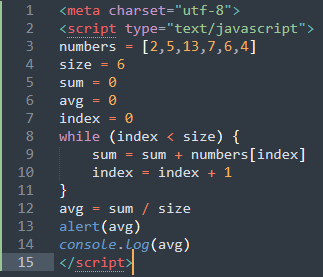 1 <meta charset="utf-8">
2 <script type="text/javascript">
3 numbers = [2,5,13,7,6,4]
4 size = 6
5 sum = 0
6 avg = 0
7 index = 0
8 while (index < size) {
9     sum = sum + numbers[index]
10     index = index + 1
11 }
12 avg = sum / size
13 alert(avg)
14 console.log(avg)
15 </script>